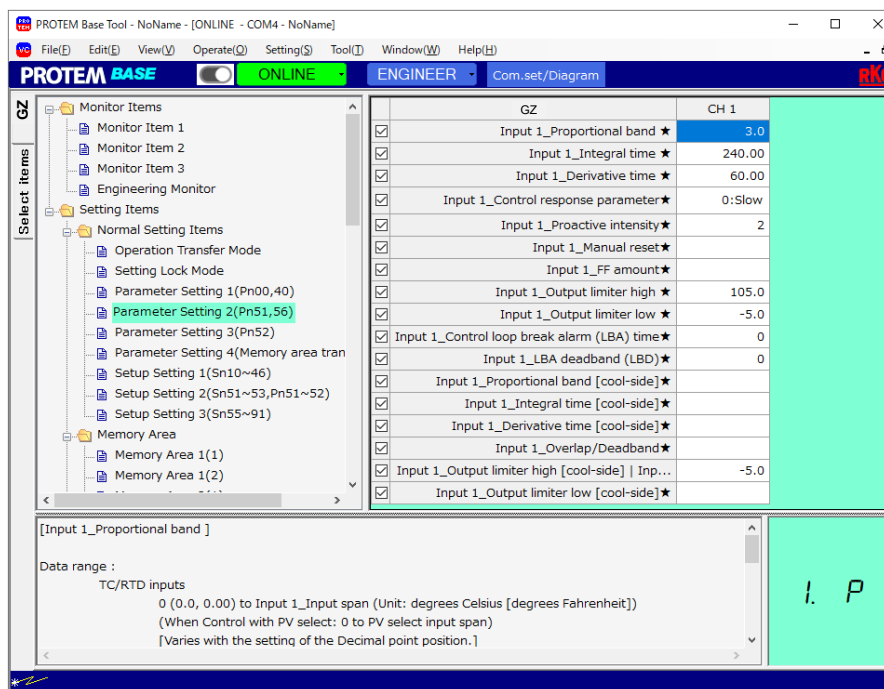 PROTEM Base Tool - NoName - [ONLINE - COM4 - NoName]
File(F) Edit(E) View(V) Operate(O) Setting(S) Tool(T) Window(W) Help(H)
PROTEM BASE ONLINE ENGINEER Com.set/Diagram RKC
GZ
Select items
Monitor Items
Monitor Item 1
Monitor Item 2
Monitor Item 3
Engineering Monitor
Setting Items
Normal Setting Items
Operation Transfer Mode
Setting Lock Mode
Parameter Setting 1(Pn00,40)
Parameter Setting 2(Pn51,56)
Parameter Setting 3(Pn52)
Parameter Setting 4(Memory area tran
Setup Setting 1(Sn10~46)
Setup Setting 2(Sn51~53,Pn51~52)
Setup Setting 3(Sn55~91)
Memory Area
Memory Area 1(1)
Memory Area 1(2)
GZ CH 1
Input 1_Proportional band ★ 3.0
Input 1_Integral time ★ 240.00
Input 1_Derivative time ★ 60.00
Input 1_Control response parameter★ 0:Slow
Input 1_Proactive intensity★ 2
Input 1_Manual reset★
Input 1_FF amount★
Input 1_Output limiter high ★ 105.0
Input 1_Output limiter low ★ -5.0
Input 1_Control loop break alarm (LBA) time★ 0
Input 1_LBA deadband (LBD)★ 0
Input 1_Proportional band [cool-side]★
Input 1_Integral time [cool-side]★
Input 1_Derivative time [cool-side]★
Input 1_Overlap/Deadband★
Input 1_Output limiter high [cool-side] | Inp... -5.0
Input 1_Output limiter low [cool-side]★
[Input 1_Proportional band ]
Data range :
TC/RTD inputs
0 (0.0, 0.00) to Input 1_Input span (Unit: degrees Celsius [degrees Fahrenheit])
(When Control with PV select: 0 to PV select input span)
[Varies with the setting of the Decimal point position.]
1. P